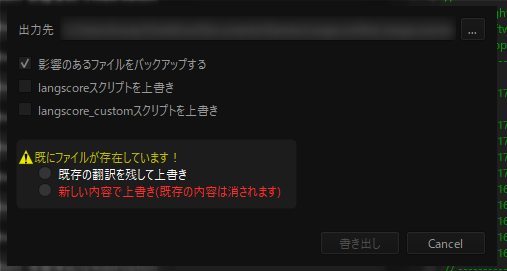 出力先
...
影響のあるファイルをバックアップする
langscoreスクリプトを上書き
langscore_customスクリプトを上書き
既にファイルが存在しています！
既存の翻訳を残して上書き
新しい内容で上書き(既存の内容は消されます)
書き出し Cancel